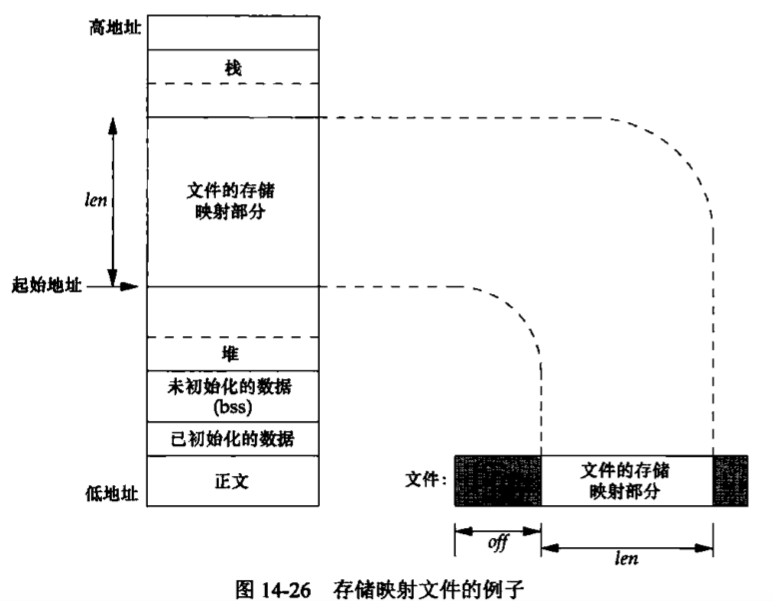 高地址
栈
len
文件的存储
映射部分
起始地址
堆
未初始化的数据
(bss)
已初始化的数据
正文
低地址
文件:
文件的存储
映射部分
off
len
图 14-26 存储映射文件的例子